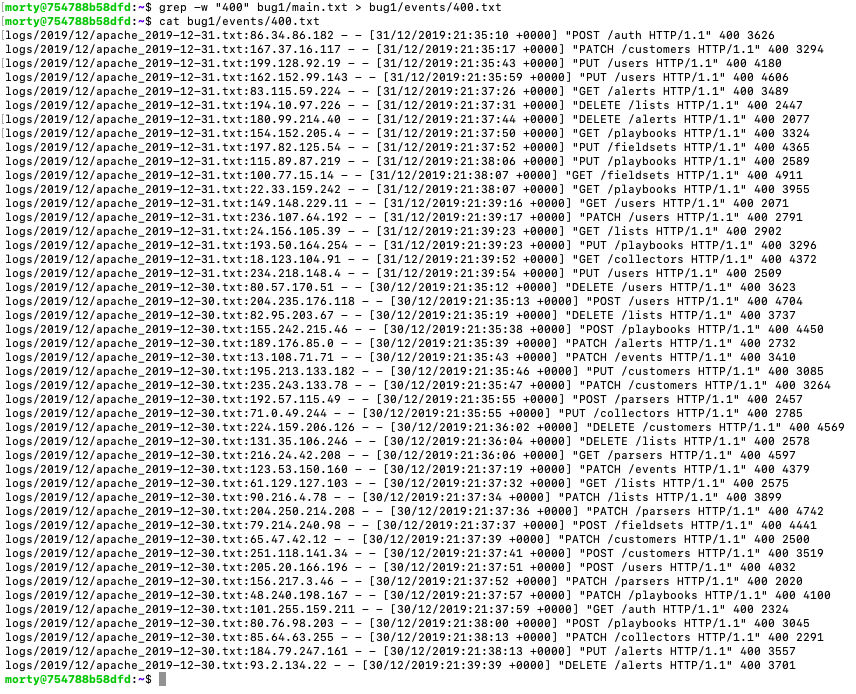 morty@754788b58dfd:~$ grep -w "400" bug1/main.txt > bug1/events/400.txt
morty@754788b58dfd:~$ cat bug1/events/400.txt
logs/2019/12/apache_2019-12-31.txt:86.34.86.182 - - [31/12/2019:21:35:10 +0000] "POST /auth HTTP/1.1" 400 3626
logs/2019/12/apache_2019-12-31.txt:167.37.16.117 - - [31/12/2019:21:35:17 +0000] "PATCH /customers HTTP/1.1" 400 3294
logs/2019/12/apache_2019-12-31.txt:199.128.92.19 - - [31/12/2019:21:35:43 +0000] "PUT /users HTTP/1.1" 400 4180
logs/2019/12/apache_2019-12-31.txt:162.152.99.143 - - [31/12/2019:21:35:59 +0000] "PUT /users HTTP/1.1" 400 4606
logs/2019/12/apache_2019-12-31.txt:83.115.59.224 - - [31/12/2019:21:37:26 +0000] "GET /alerts HTTP/1.1" 400 3489
logs/2019/12/apache_2019-12-31.txt:194.10.97.226 - - [31/12/2019:21:37:31 +0000] "DELETE /lists HTTP/1.1" 400 2447
logs/2019/12/apache_2019-12-31.txt:180.99.214.40 - - [31/12/2019:21:37:44 +0000] "DELETE /alerts HTTP/1.1" 400 2077
logs/2019/12/apache_2019-12-31.txt:154.152.205.4 - - [31/12/2019:21:37:50 +0000] "GET /playbooks HTTP/1.1" 400 3324
logs/2019/12/apache_2019-12-31.txt:197.82.125.54 - - [31/12/2019:21:37:52 +0000] "PUT /fieldsets HTTP/1.1" 400 4365
logs/2019/12/apache_2019-12-31.txt:115.89.87.219 - - [31/12/2019:21:38:06 +0000] "PUT /playbooks HTTP/1.1" 400 2589
logs/2019/12/apache_2019-12-31.txt:100.77.15.14 - - [31/12/2019:21:38:07 +0000] "GET /fieldsets HTTP/1.1" 400 4911
logs/2019/12/apache_2019-12-31.txt:22.33.159.242 - - [31/12/2019:21:38:07 +0000] "GET /playbooks HTTP/1.1" 400 3955
logs/2019/12/apache_2019-12-31.txt:149.148.229.11 - - [31/12/2019:21:39:16 +0000] "GET /users HTTP/1.1" 400 2071
logs/2019/12/apache_2019-12-31.txt:236.107.64.192 - - [31/12/2019:21:39:17 +0000] "PATCH /users HTTP/1.1" 400 2791
logs/2019/12/apache_2019-12-31.txt:24.156.105.39 - - [31/12/2019:21:39:23 +0000] "GET /lists HTTP/1.1" 400 2902
logs/2019/12/apache_2019-12-31.txt:193.50.164.254 - - [31/12/2019:21:39:23 +0000] "PUT /playbooks HTTP/1.1" 400 3296
logs/2019/12/apache_2019-12-31.txt:18.123.104.91 - - [31/12/2019:21:39:52 +0000] "GET /collectors HTTP/1.1" 400 4372
logs/2019/12/apache_2019-12-31.txt:234.218.148.4 - - [31/12/2019:21:39:54 +0000] "PUT /users HTTP/1.1" 400 2509
logs/2019/12/apache_2019-12-30.txt:80.57.170.51 - - [30/12/2019:21:35:12 +0000] "DELETE /users HTTP/1.1" 400 3623
logs/2019/12/apache_2019-12-30.txt:204.235.176.118 - - [30/12/2019:21:35:13 +0000] "POST /users HTTP/1.1" 400 4704
logs/2019/12/apache_2019-12-30.txt:82.95.203.67 - - [30/12/2019:21:35:19 +0000] "DELETE /lists HTTP/1.1" 400 3737
logs/2019/12/apache_2019-12-30.txt:155.242.215.46 - - [30/12/2019:21:35:38 +0000] "POST /playbooks HTTP/1.1" 400 4450
logs/2019/12/apache_2019-12-30.txt:189.176.85.0 - - [30/12/2019:21:35:39 +0000] "PATCH /alerts HTTP/1.1" 400 2732
logs/2019/12/apache_2019-12-30.txt:13.108.71.71 - - [30/12/2019:21:35:43 +0000] "PATCH /events HTTP/1.1" 400 3410
logs/2019/12/apache_2019-12-30.txt:195.213.133.182 - - [30/12/2019:21:35:46 +0000] "PUT /customers HTTP/1.1" 400 3085
logs/2019/12/apache_2019-12-30.txt:235.243.133.78 - - [30/12/2019:21:35:47 +0000] "PATCH /customers HTTP/1.1" 400 3264
logs/2019/12/apache_2019-12-30.txt:192.57.115.49 - - [30/12/2019:21:35:55 +0000] "POST /parsers HTTP/1.1" 400 2457
logs/2019/12/apache_2019-12-30.txt:71.0.49.244 - - [30/12/2019:21:35:55 +0000] "PUT /collectors HTTP/1.1" 400 2785
logs/2019/12/apache_2019-12-30.txt:224.159.206.126 - - [30/12/2019:21:36:02 +0000] "DELETE /customers HTTP/1.1" 400 4569
logs/2019/12/apache_2019-12-30.txt:131.35.106.246 - - [30/12/2019:21:36:04 +0000] "DELETE /lists HTTP/1.1" 400 2578
logs/2019/12/apache_2019-12-30.txt:216.24.42.208 - - [30/12/2019:21:36:06 +0000] "GET /parsers HTTP/1.1" 400 4597
logs/2019/12/apache_2019-12-30.txt:123.53.150.160 - - [30/12/2019:21:37:19 +0000] "PATCH /events HTTP/1.1" 400 4379
logs/2019/12/apache_2019-12-30.txt:61.129.127.103 - - [30/12/2019:21:37:32 +0000] "GET /lists HTTP/1.1" 400 2575
logs/2019/12/apache_2019-12-30.txt:90.216.4.78 - - [30/12/2019:21:37:34 +0000] "PATCH /lists HTTP/1.1" 400 3899
logs/2019/12/apache_2019-12-30.txt:204.250.214.208 - - [30/12/2019:21:37:36 +0000] "PATCH /parsers HTTP/1.1" 400 4742
logs/2019/12/apache_2019-12-30.txt:79.214.240.98 - - [30/12/2019:21:37:37 +0000] "POST /fieldsets HTTP/1.1" 400 4441
logs/2019/12/apache_2019-12-30.txt:65.47.42.12 - - [30/12/2019:21:37:39 +0000] "PATCH /customers HTTP/1.1" 400 2500
logs/2019/12/apache_2019-12-30.txt:251.118.141.34 - - [30/12/2019:21:37:41 +0000] "POST /customers HTTP/1.1" 400 3519
logs/2019/12/apache_2019-12-30.txt:205.20.166.196 - - [30/12/2019:21:37:51 +0000] "POST /users HTTP/1.1" 400 4032
logs/2019/12/apache_2019-12-30.txt:156.217.3.46 - - [30/12/2019:21:37:52 +0000] "PATCH /parsers HTTP/1.1" 400 2020
logs/2019/12/apache_2019-12-30.txt:48.240.198.167 - - [30/12/2019:21:37:57 +0000] "PATCH /playbooks HTTP/1.1" 400 4100
logs/2019/12/apache_2019-12-30.txt:101.255.159.211 - - [30/12/2019:21:37:59 +0000] "GET /auth HTTP/1.1" 400 2324
logs/2019/12/apache_2019-12-30.txt:80.76.98.203 - - [30/12/2019:21:38:00 +0000] "POST /playbooks HTTP/1.1" 400 3045
logs/2019/12/apache_2019-12-30.txt:85.64.63.255 - - [30/12/2019:21:38:13 +0000] "PATCH /collectors HTTP/1.1" 400 2291
logs/2019/12/apache_2019-12-30.txt:184.79.247.161 - - [30/12/2019:21:38:13 +0000] "PUT /alerts HTTP/1.1" 400 3557
logs/2019/12/apache_2019-12-30.txt:93.2.134.22 - - [30/12/2019:21:39:39 +0000] "DELETE /alerts HTTP/1.1" 400 3701
morty@754788b58dfd:~$